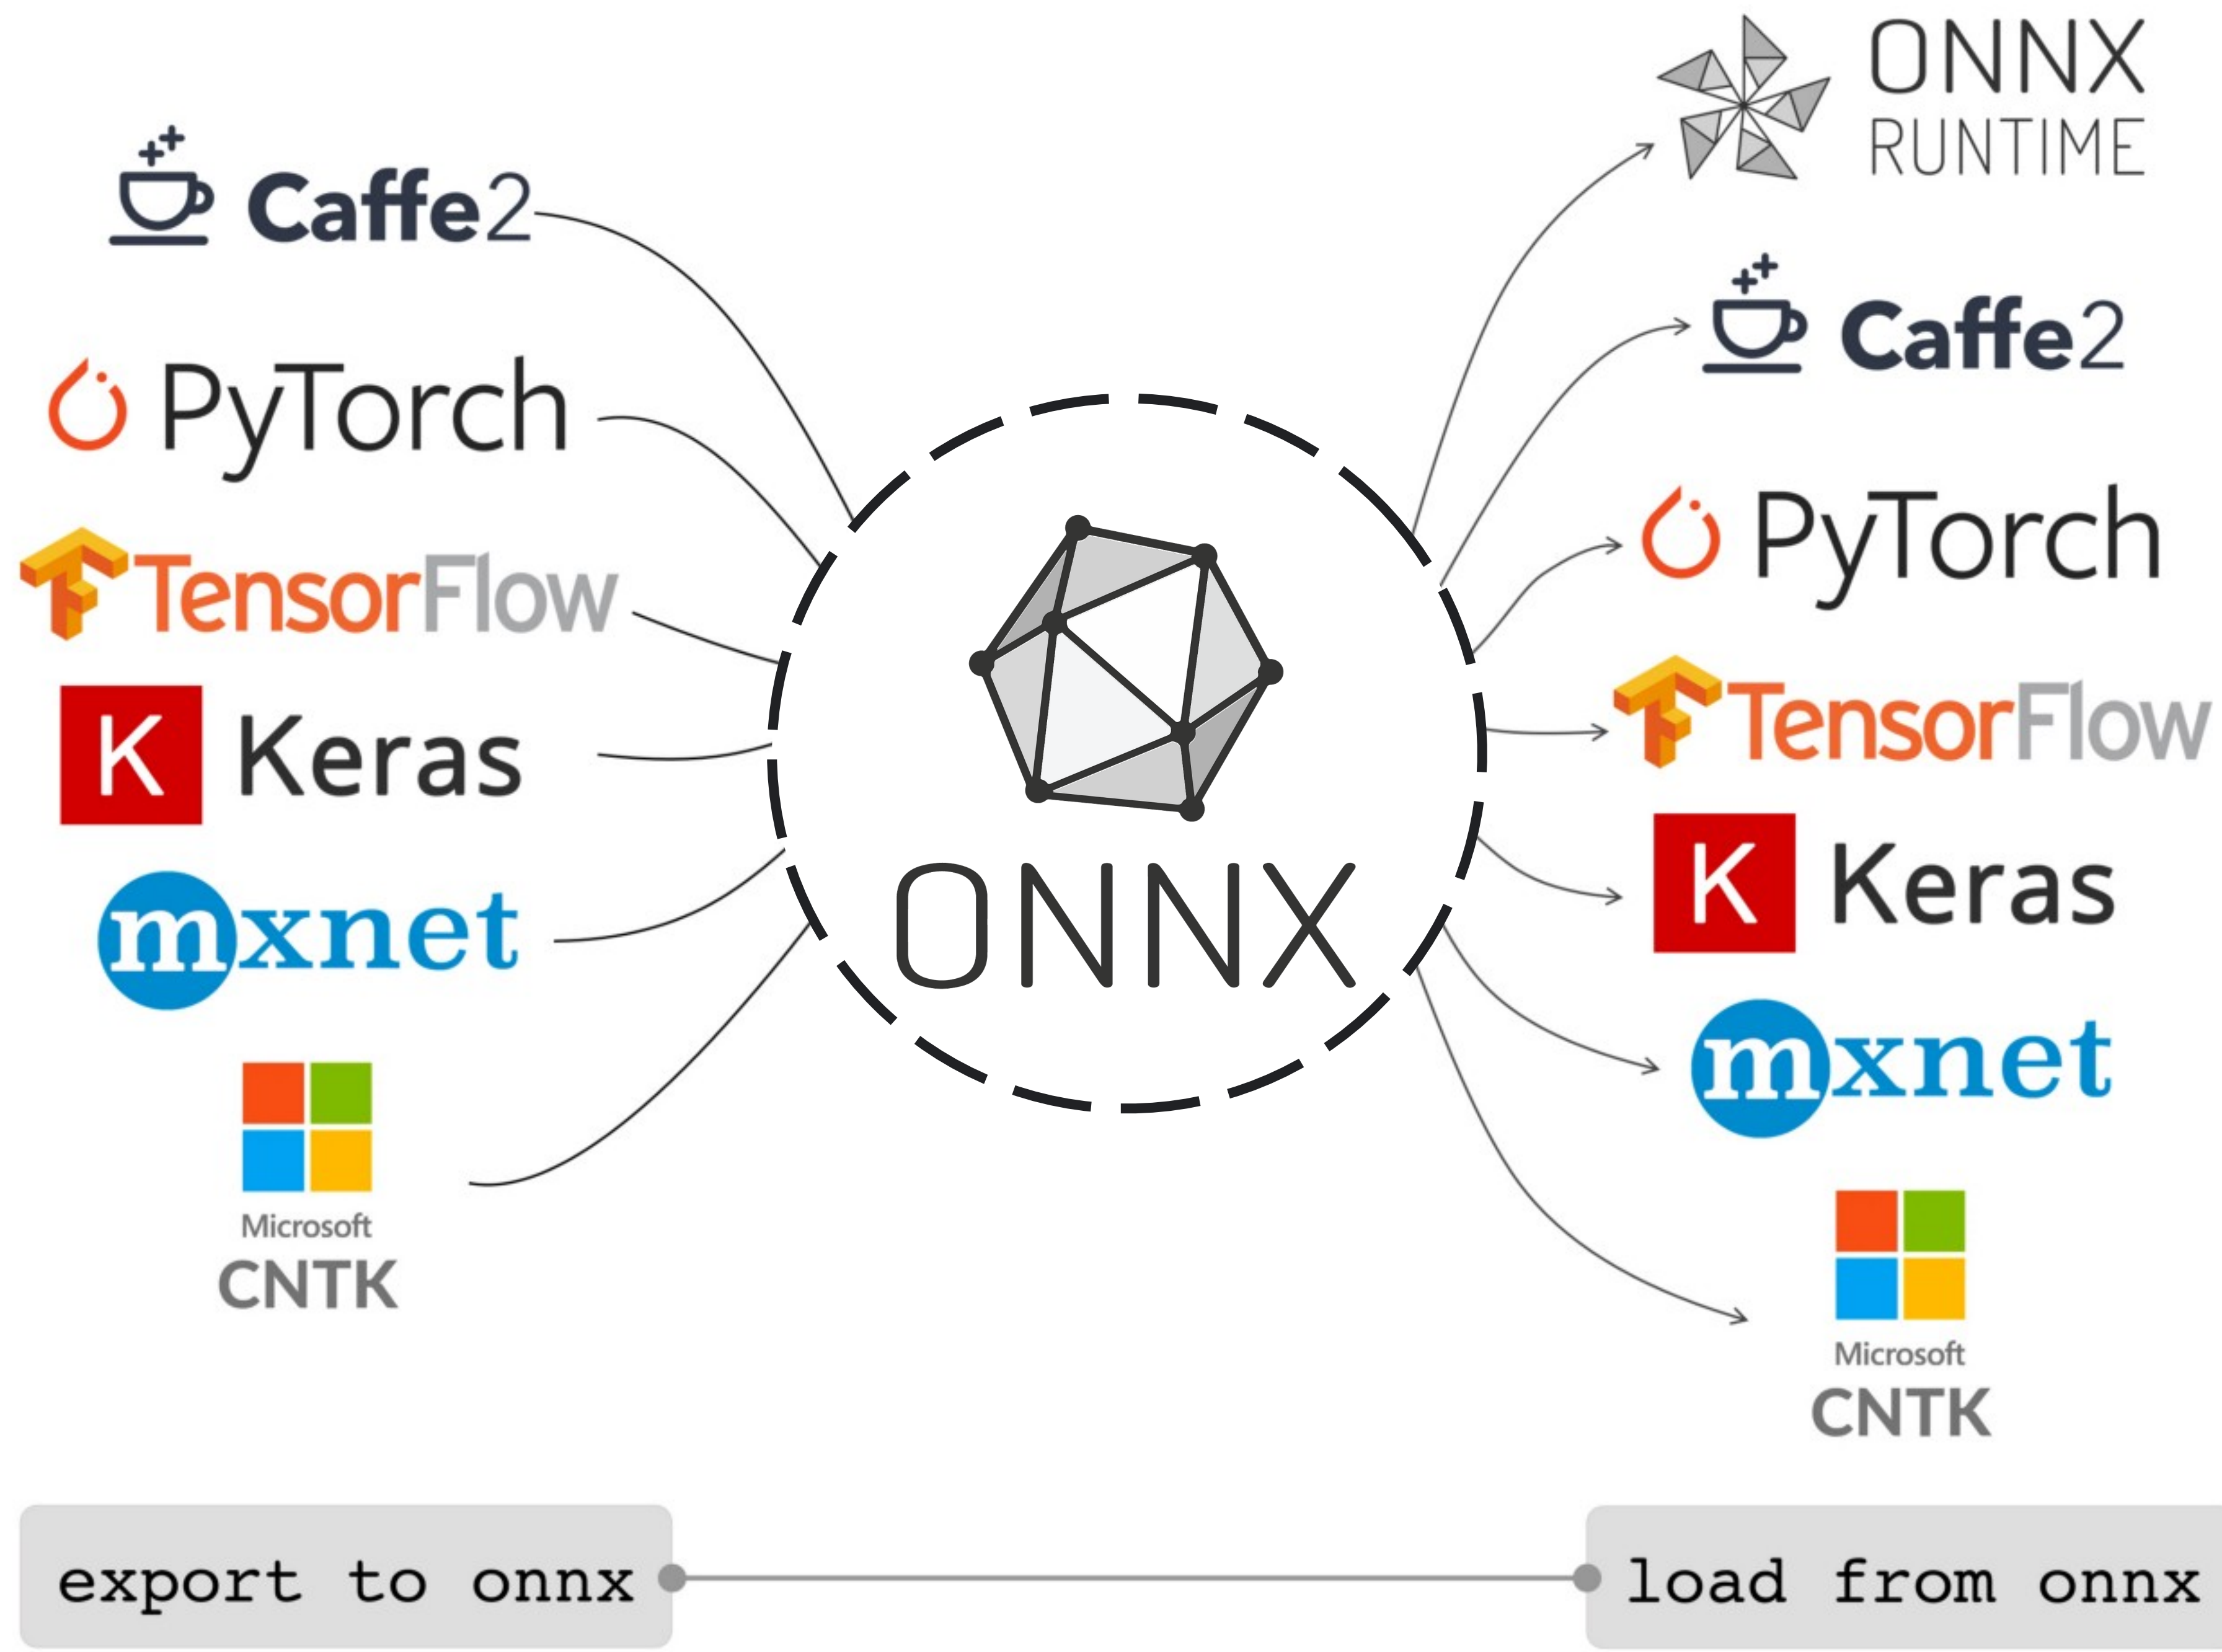 Caffe2
PyTorch
TensorFlow
K Keras
mxnet
Microsoft
CNTK
ONNX
ONNX
RUNTIME
Caffe2
PyTorch
TensorFlow
K Keras
mxnet
Microsoft
CNTK
export to onnx
load from onnx